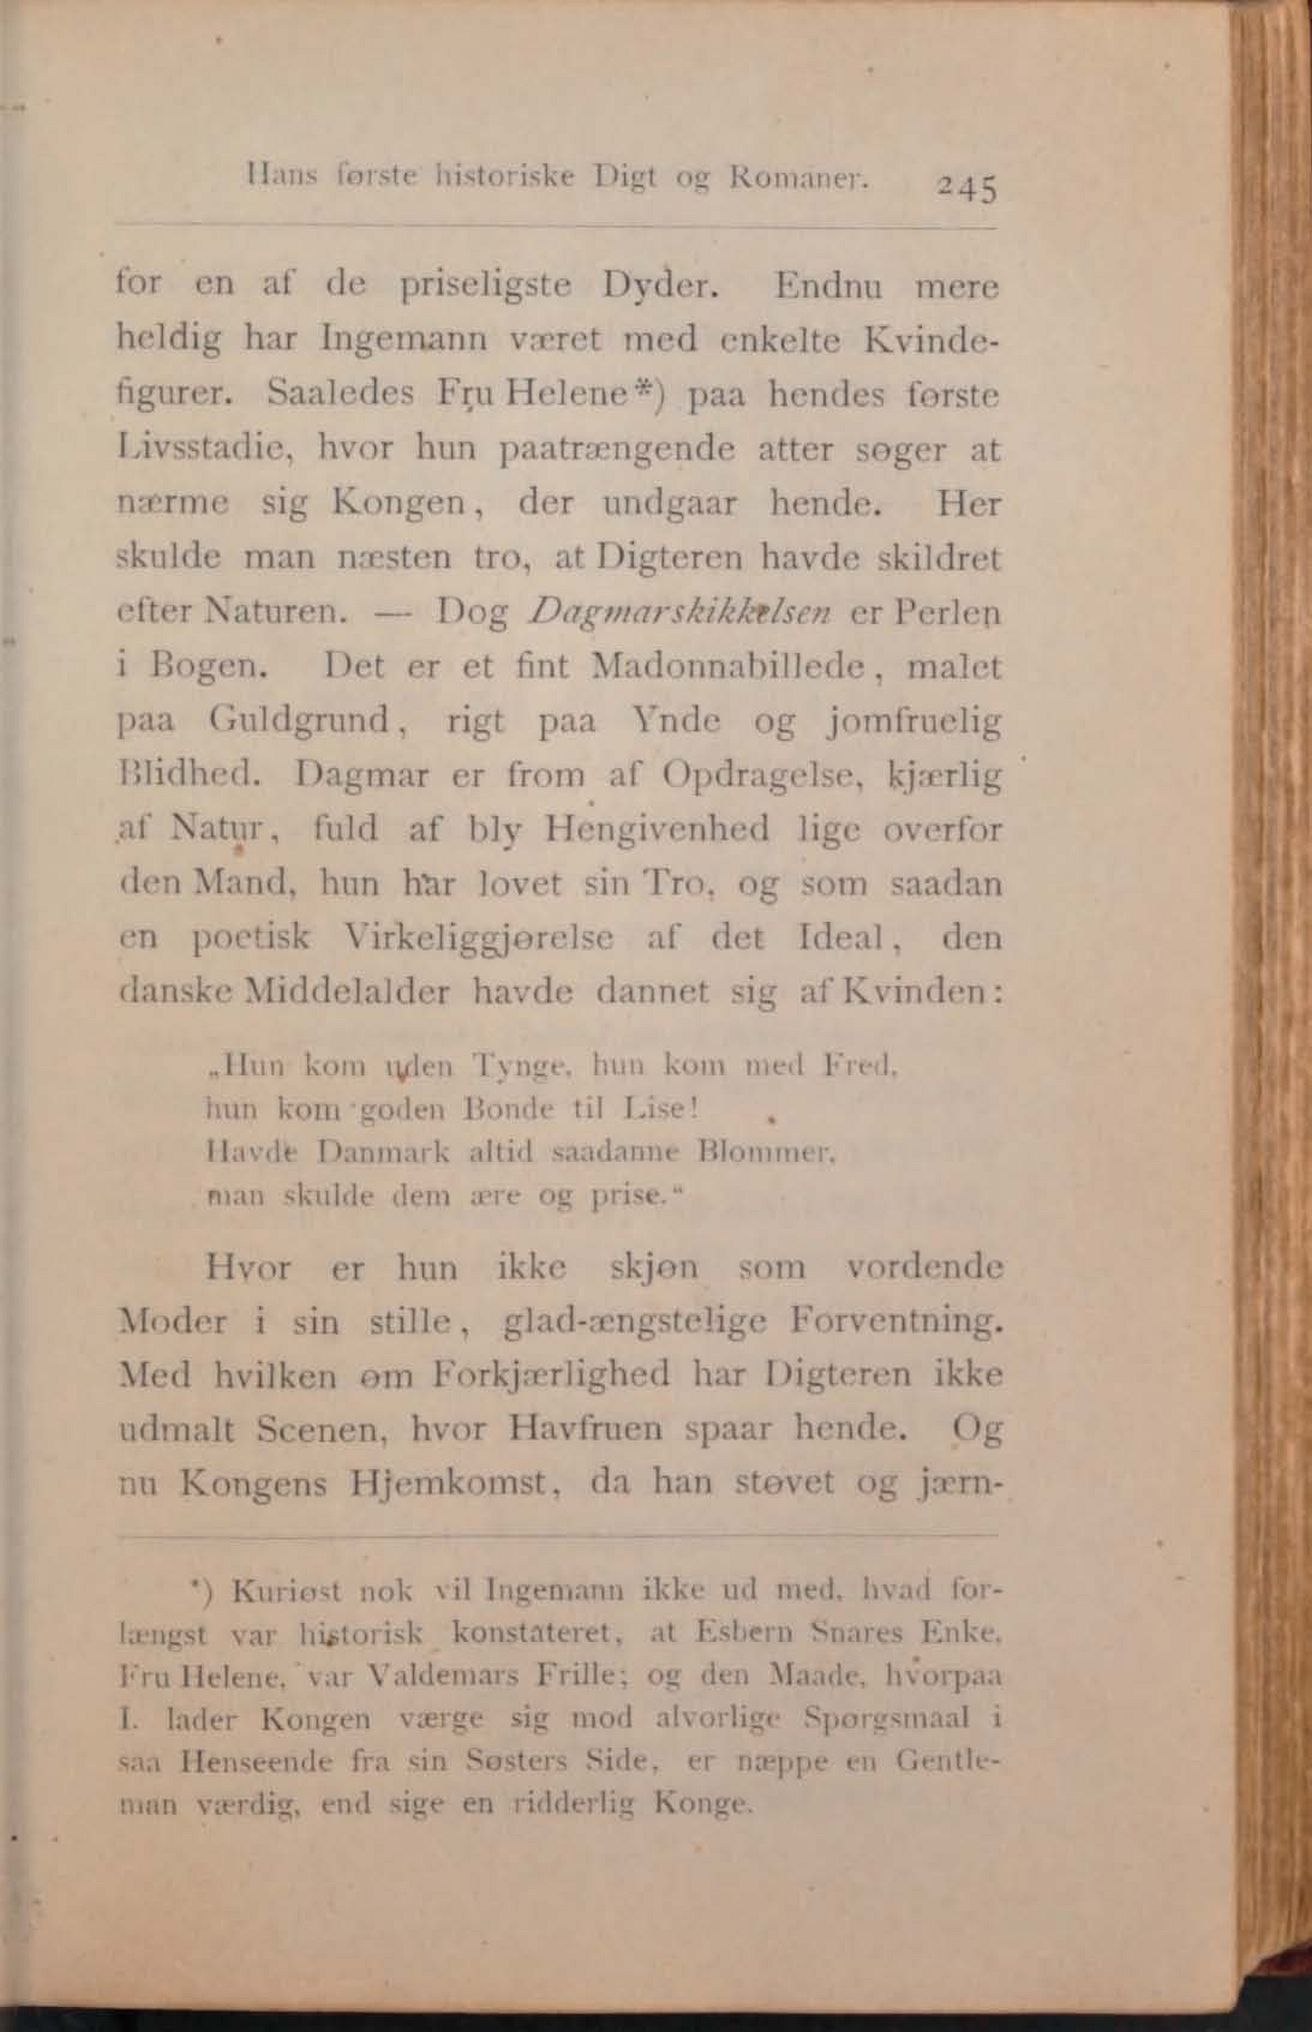 Hans første historiske Digt og Romaner. 245
for en af de priseligste Dyder. Endnu mere
heldig har Ingemann været med enkelte Kvinde-
figurer. Saaledes Fru Helene*) paa hendes første
Livsstadie, hvor hun paatrængende atter søger at
nærme sig Kongen, der undgaar hende. Her
skulde man næsten tro, at Digteren havde skildret
efter Naturen. — Dog Dagmarskikkelsen er Perlen
i Bogen. Det er et fint Madonnabillede, malet
paa Guldgrund, rigt paa Ynde og jomfruelig
Blidhed. Dagmar er from af Opdragelse, kjærlig
af Natur, fuld af bly Hengivenhed lige overfor
den Mand, hun har lovet sin Tro, og som saadan
en poetisk Virkeliggjørelse af det Ideal, den
danske Middelalder havde dannet sig af Kvinden:
„Hun kom uden Tynge, hun kom med Fred,
hun kom goden Bonde til Lise!
Havde Danmark altid saadanne Blommer,
man skulde dem ære og prise.“
Hvor er hun ikke skjøn som vordende
Moder i sin stille, glad-ængstelige Forventning.
Med hvilken øm Forkjærlighed har Digteren ikke
udmalt Scenen, hvor Havfruen spaar hende. Og
nu Kongens Hjemkomst, da han støvet og jærn-
*) Kuriøst nok vil Ingemann ikke ud med, hvad for-
længst var historisk konstateret, at Esbern Snares Enke,
Fru Helene, var Valdemars Frille; og den Maade, hvorpaa
I. lader Kongen værge sig mod alvorlige Spørgsmaal i
saa Henseende fra sin Søsters Side, er næppe en Gentle-
man værdig, end sige en ridderlig Konge.